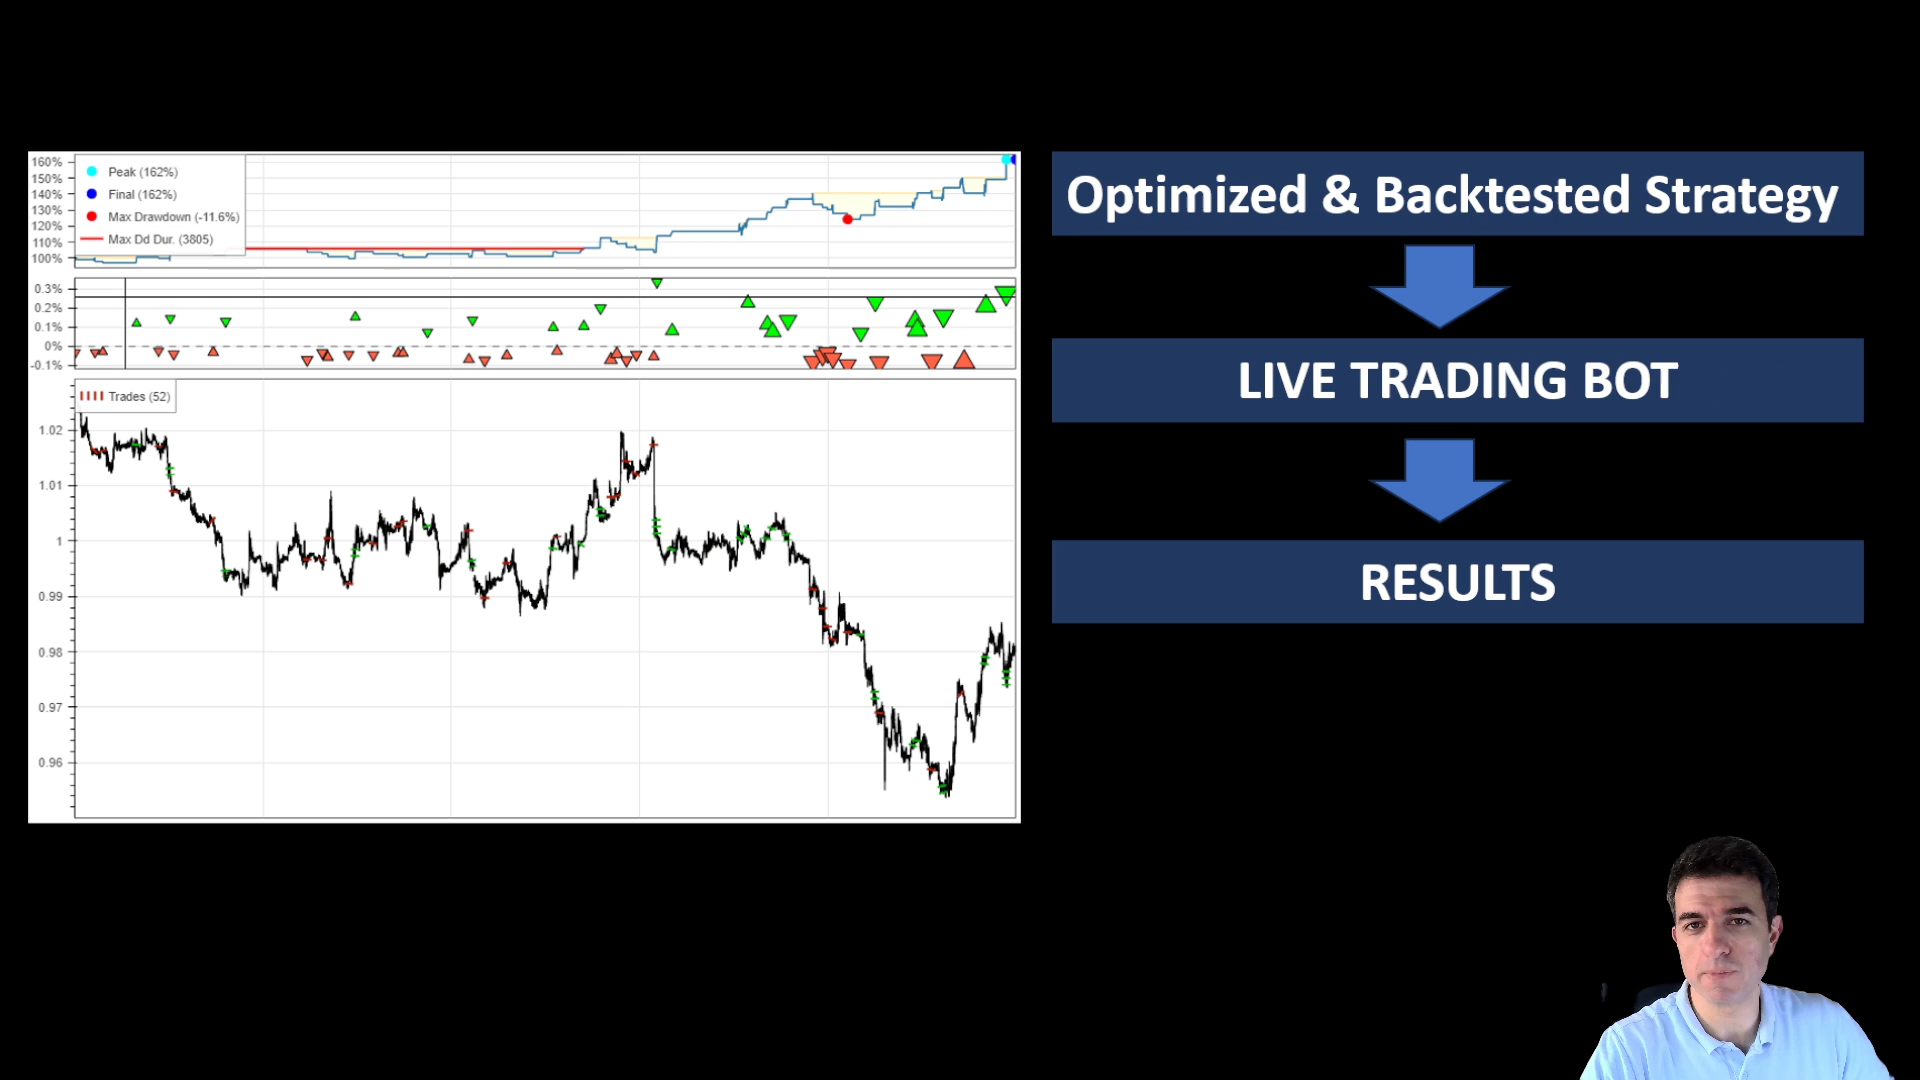 160%
150%
140%
130%
120%
110%
100%
Peak (162%)
Final (162%)
Max Drawdown (-11.6%)
Max Dd Dur. (3805)
0.3%
0.2%
0.1%
0%
-0.1%
Trades (52)
1.02
1.01
1
0.99
0.98
0.97
0.96
Optimized & Backtested Strategy
LIVE TRADING BOT
RESULTS